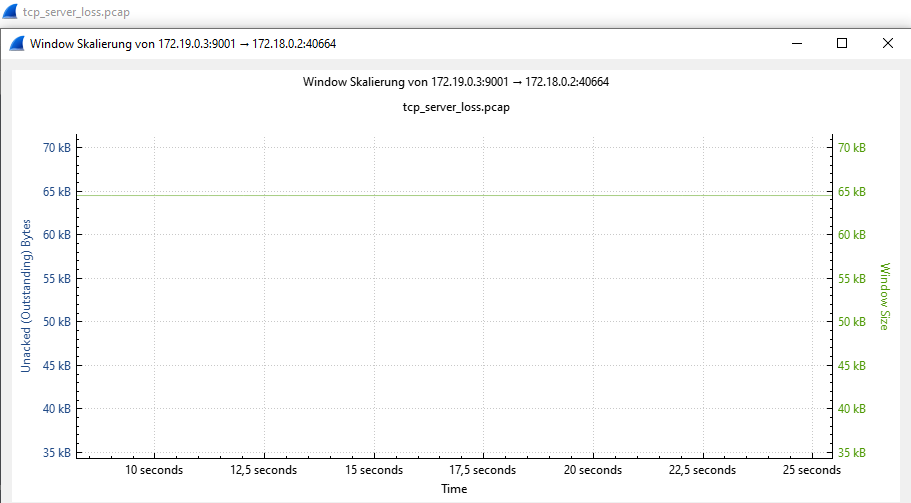 tcp_server_loss.pcap
Window Skalierung von 172.19.0.3:9001 → 172.18.0.2:40664
Window Skalierung von 172.19.0.3:9001 → 172.18.0.2:40664
tcp_server_loss.pcap
70 kB 70 kB
65 kB 65 kB
60 kB 60 kB
55 kB 55 kB
50 kB 50 kB
45 kB 45 kB
40 kB 40 kB
35 kB 35 kB
Unacked (Outstanding) Bytes
Window Size
10 seconds 12,5 seconds 15 seconds 17,5 seconds 20 seconds 22,5 seconds 25 seconds
Time